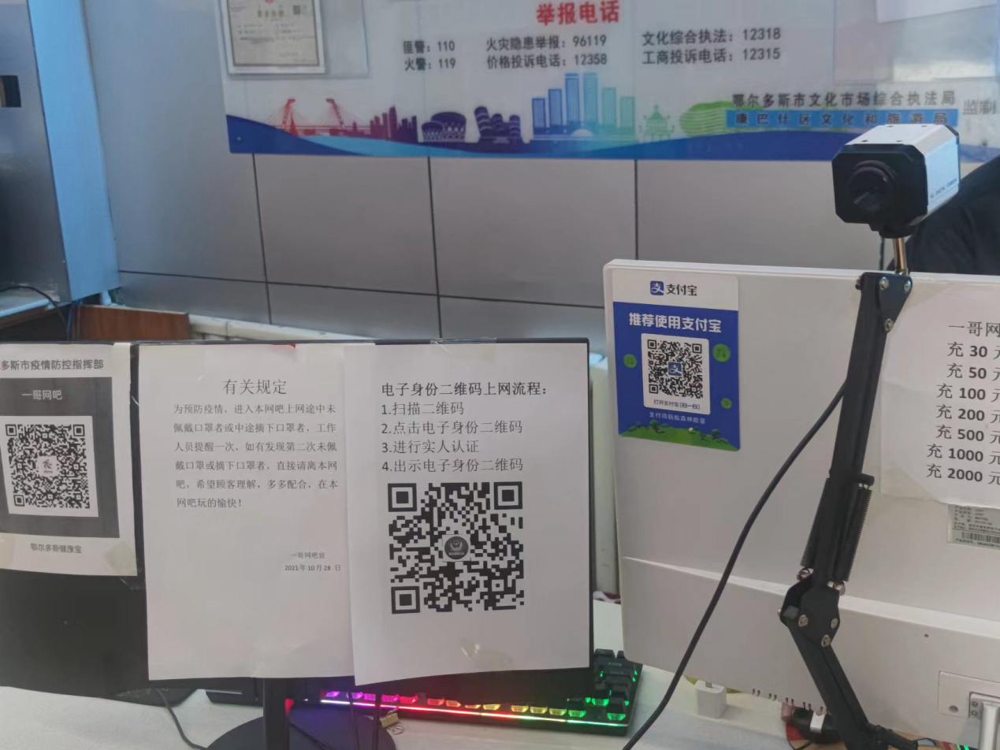 举报电话
匪警：110
火警：119
火灾隐患举报：96119
价格投诉电话：12358
文化综合执法：12318
工商投诉电话：12315
鄂尔多斯市文化市场综合执法局
康巴什区文化和旅游局
监制
多斯市疫情防控指挥部
一哥网吧
鄂尔多斯健康宝
有关规定
为预防疫情，进入本网吧上网途中未
佩戴口罩者或中途摘下口罩者，工作
人员提醒一次，如有发现第二次未佩
戴口罩或摘下口罩者，直接请离本网
吧，希望顾客理解，多多配合，在本
网吧玩的愉快！
一哥网吧宣
2021年10月28 日
电子身份二维码上网流程：
1.扫描二维码
2.点击电子身份二维码
3.进行实人认证
4.出示电子身份二维码
支付宝
推荐使用支付宝
打开支付宝[扫一扫]
支付得蚂蚁森林能量
一哥网
充 30 元
充 50 元
充 100 元
充 200 元
充 500 元
充 1000 元
充 2000 元